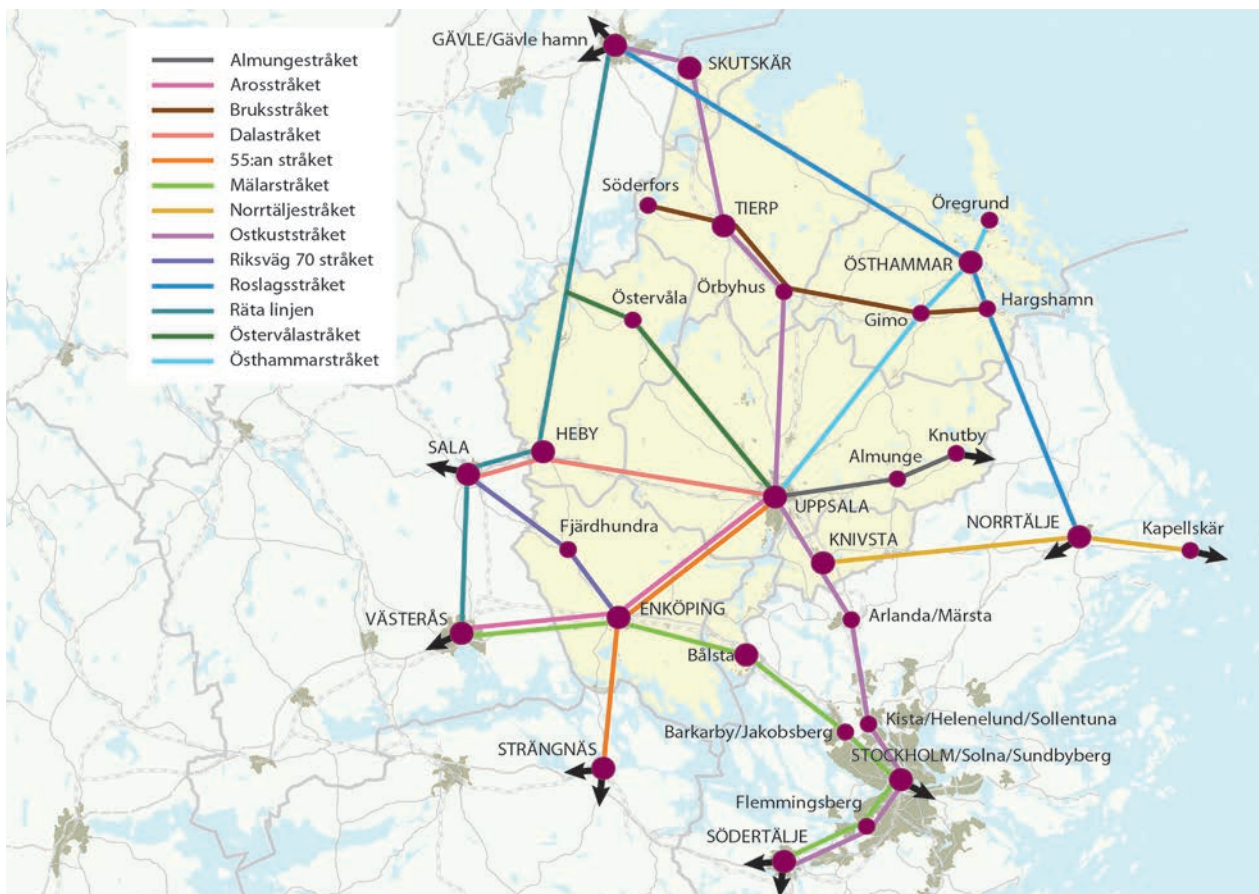 Almungestråket
Arosstråket
Bruksstråket
Dalastråket
55:an stråket
Mälarstråket
Norrtäljestråket
Ostkuststråket
Riksväg 70 stråket
Roslagsstråket
Räta linjen
Östervålastråket
Östhammarstråket
GÄVLE/Gävle hamn
SKUTSKÄR
Söderfors
TIERP
Öregrund
ÖSTHAMMAR
Örbyhus
Östervåla
Gimo
Hargshamn
HEBY
SALA
Knutby
Almunge
UPPSALA
NORRTÄLJE
Kapellskär
Fjärdhundra
KNIVSTA
VÄSTERÅS
ENKÖPING
Arlanda/Märsta
Bålsta
Kista/Helenelund/Sollentuna
Barkarby/Jakobsberg
STRÄNGNÄS
STOCKHOLM/Solna/Sundbyberg
Flemmingsberg
SÖDERTÄLJE